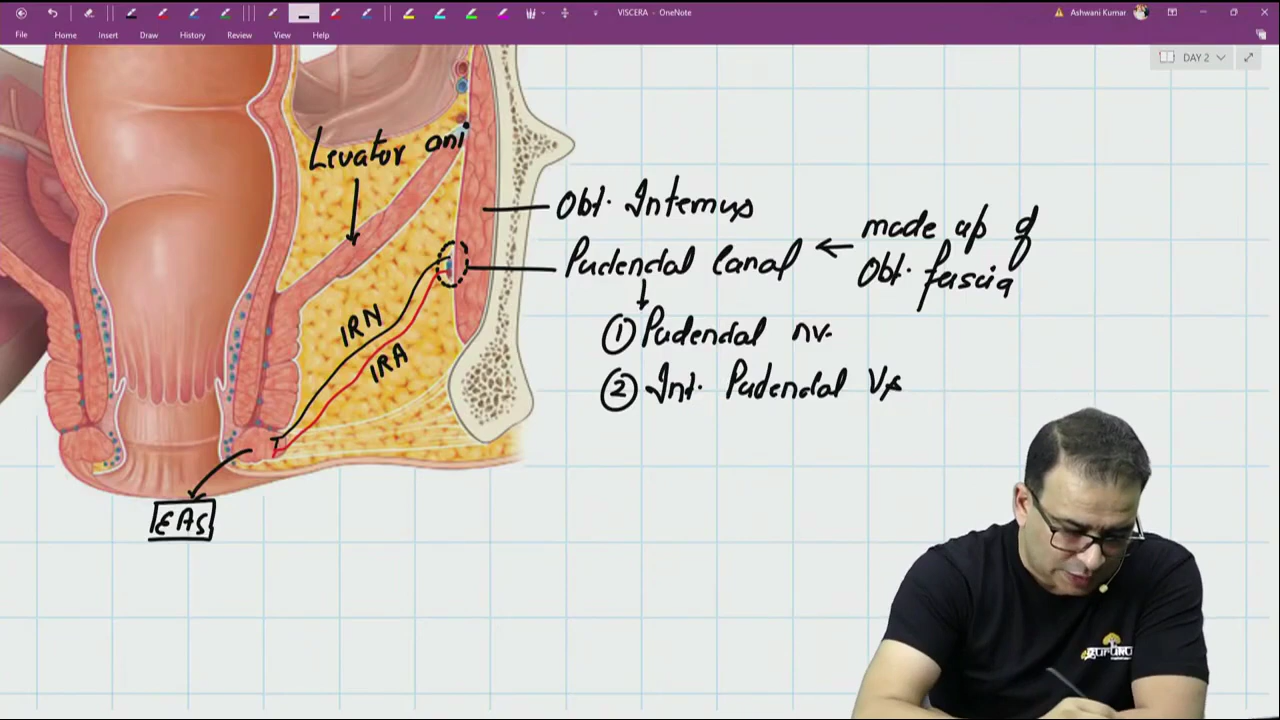 VISCERA - OneNote
Ashwani Kumar
File Home Insert Draw History Review View Help
DAY 2
Levator ani
Obt. Internus
Pudendal Canal ← made up of
Obt. fascia
① Pudendal nv.
② Int. Pudendal Vs
IRN
IRA
EAS